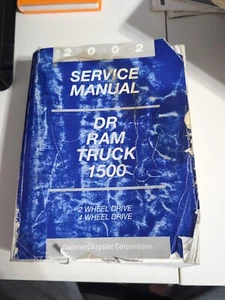 2002
SERVICE
MANUAL
DR
RAM
TRUCK
1500
2 WHEEL DRIVE
4 WHEEL DRIVE
DaimlerChrysler Corporation